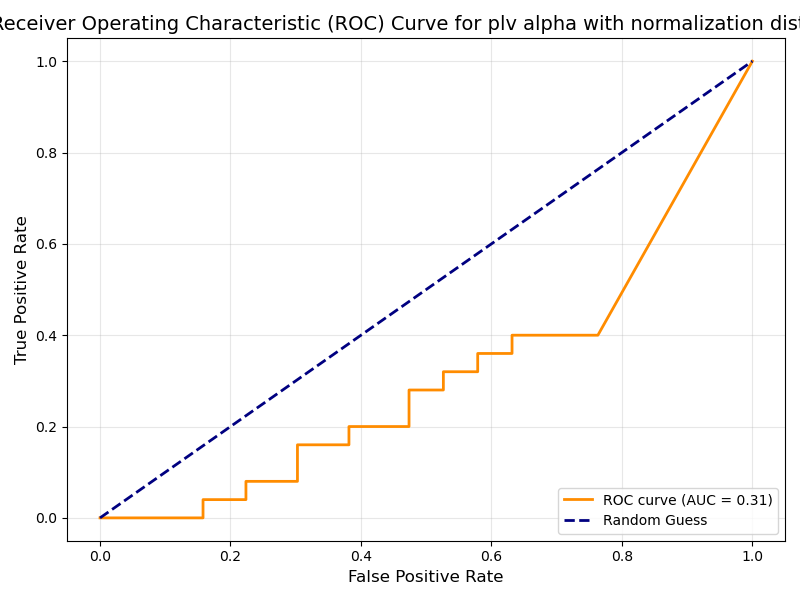 Receiver Operating Characteristic (ROC) Curve for plv alpha with normalization dist
True Positive Rate
1.0
0.8
0.6
0.4
0.2
0.0
0.0 0.2 0.4 0.6 0.8 1.0
False Positive Rate
ROC curve (AUC = 0.31)
Random Guess